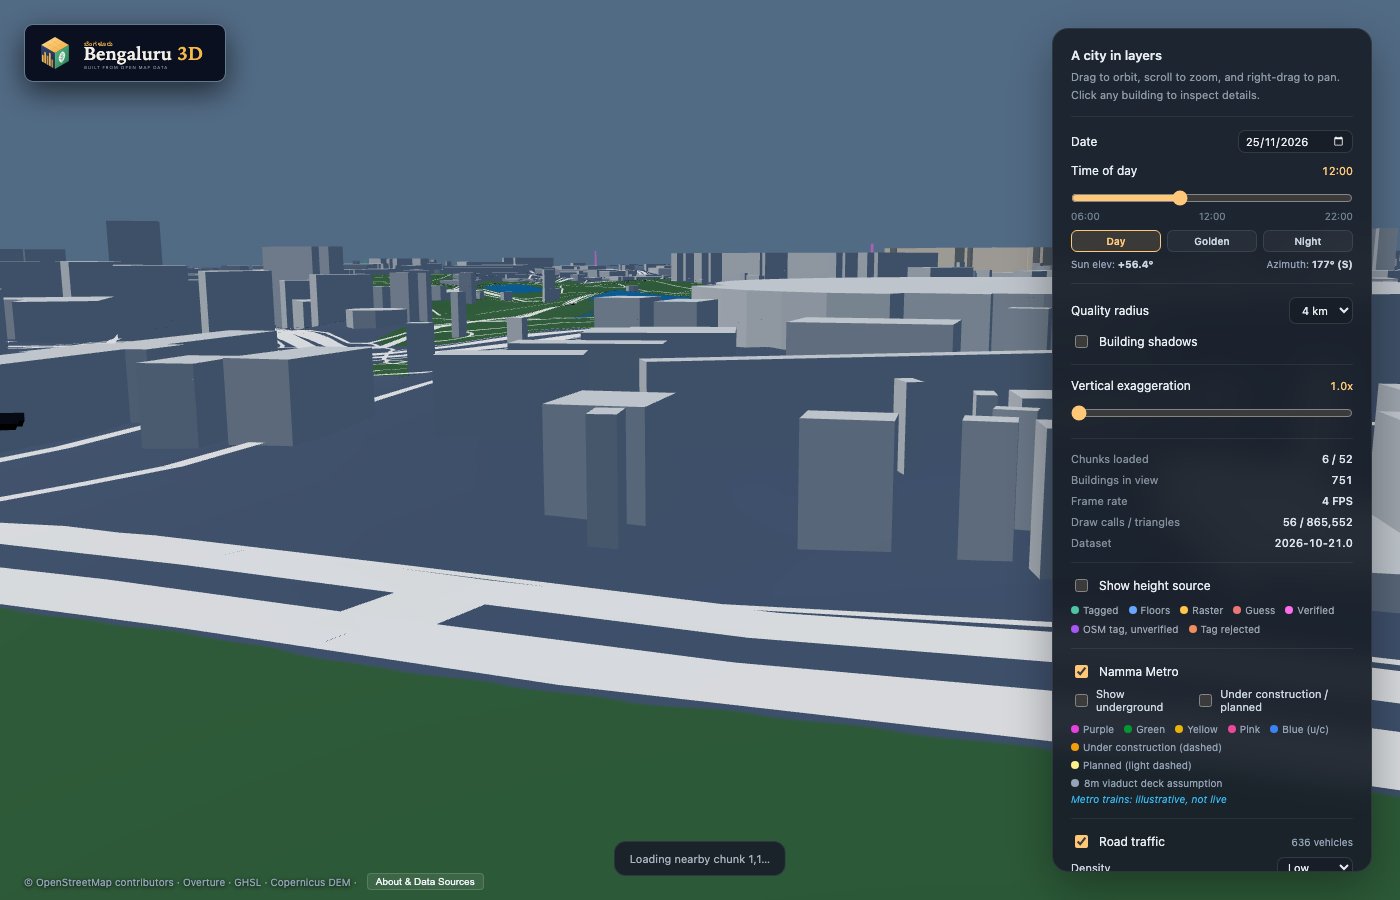 Bengaluru 3D
BUILT FROM OPEN MAP DATA
A city in layers
Drag to orbit, scroll to zoom, and right-drag to pan.
Click any building to inspect details.
Date 25/11/2026
Time of day 12:00
06:00 12:00 22:00
Day Golden Night
Sun elev: +56.4° Azimuth: 177° (S)
Quality radius 4 km
Building shadows
Vertical exaggeration 1.0x
Chunks loaded 6 / 52
Buildings in view 751
Frame rate 4 FPS
Draw calls / triangles 56 / 865,552
Dataset 2026-10-21.0
Show height source
Tagged Floors Raster Guess Verified
OSM tag, unverified Tag rejected
Namma Metro
Show underground
Under construction / planned
Purple Green Yellow Pink Blue (u/c)
Under construction (dashed)
Planned (light dashed)
8m viaduct deck assumption
Metro trains: illustrative, not live
Road traffic 636 vehicles
Density Low
Loading nearby chunk 1,1...
© OpenStreetMap contributors · Overture · GHSL · Copernicus DEM · About & Data Sources